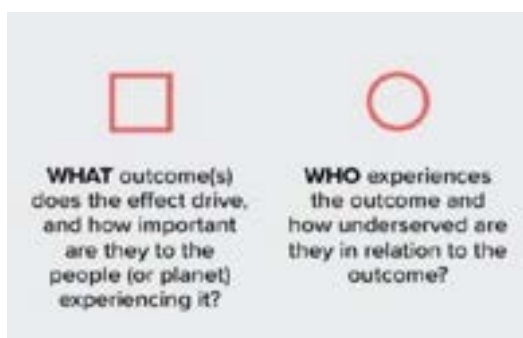 WHAT outcome(s)
does the effect drive,
and how important
are they to the
people (or planet)
experiencing it?
WHO experiences
the outcome and
how underserved are
they in relation to the
outcome?